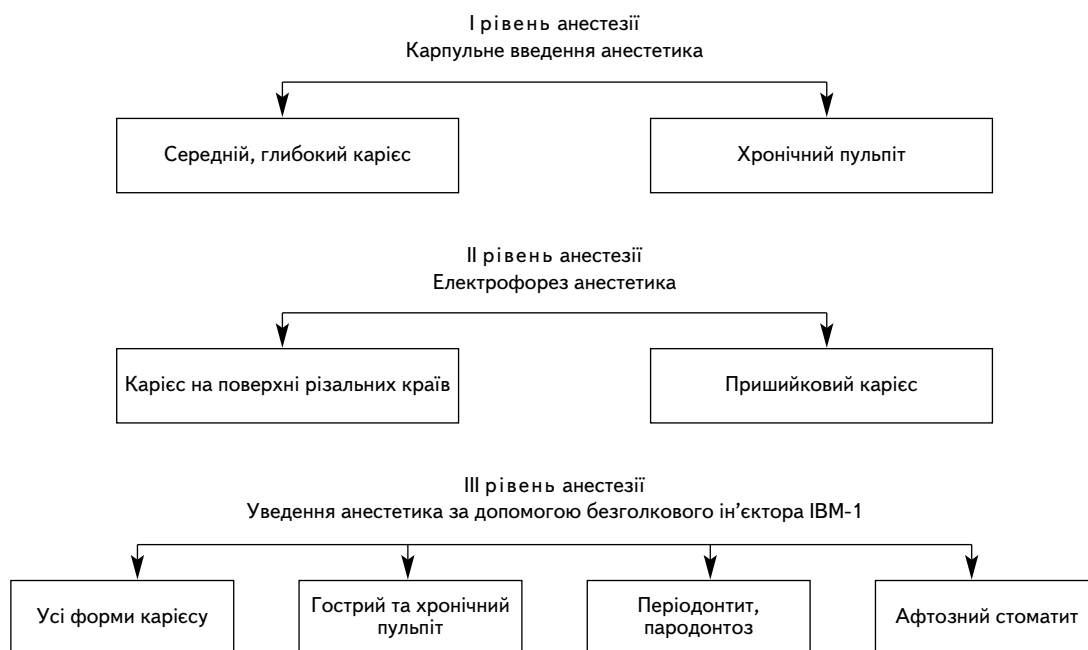 I рівень анестезії
Карпульне введення анестетика
Середній, глибокий карієс
Хронічний пульпіт
II рівень анестезії
Електрофорез анестетика
Карієс на поверхні різальних країв
Пришийковий карієс
III рівень анестезії
Уведення анестетика за допомогою безголкового ін’єктора ІВМ-1
Усі форми карієсу
Гострий та хронічний
пульпіт
Періодонтит,
пародонтоз
Афтозний стоматит